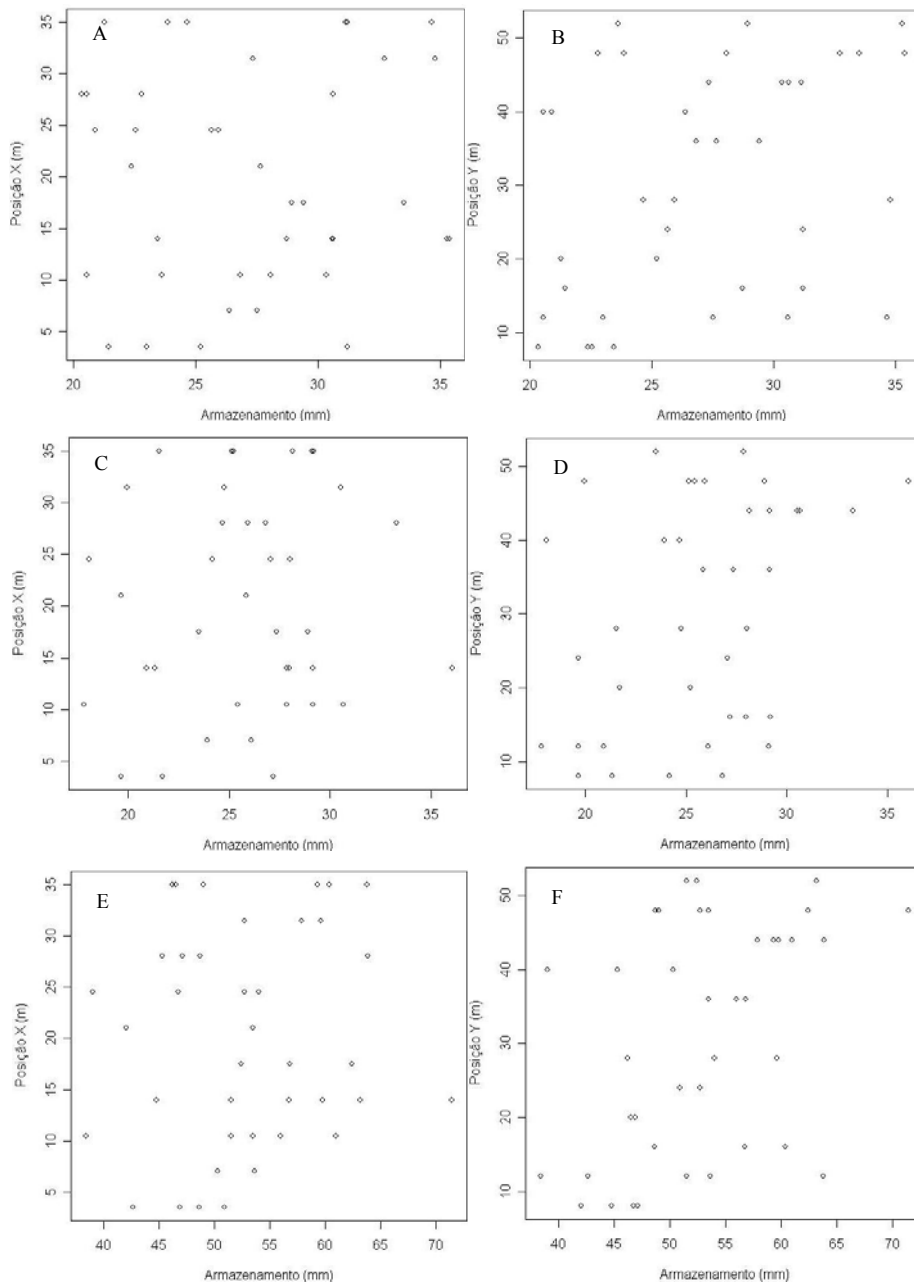 A
Posição X (m)
5 10 15 20 25 30 35
20 25 30 35
Armazenamento (mm)
B
Posição Y (m)
10 20 30 40 50
20 25 30 35
Armazenamento (mm)
C
Posição X (m)
5 10 15 20 25 30 35
20 25 30 35
Armazenamento (mm)
D
Posição Y (m)
10 20 30 40 50
20 25 30 35
Armazenamento (mm)
E
Posição X (m)
5 10 15 20 25 30 35
40 45 50 55 60 65 70
Armazenamento (mm)
F
Posição Y (m)
10 20 30 40 50
40 45 50 55 60 65 70
Armazenamento (mm)